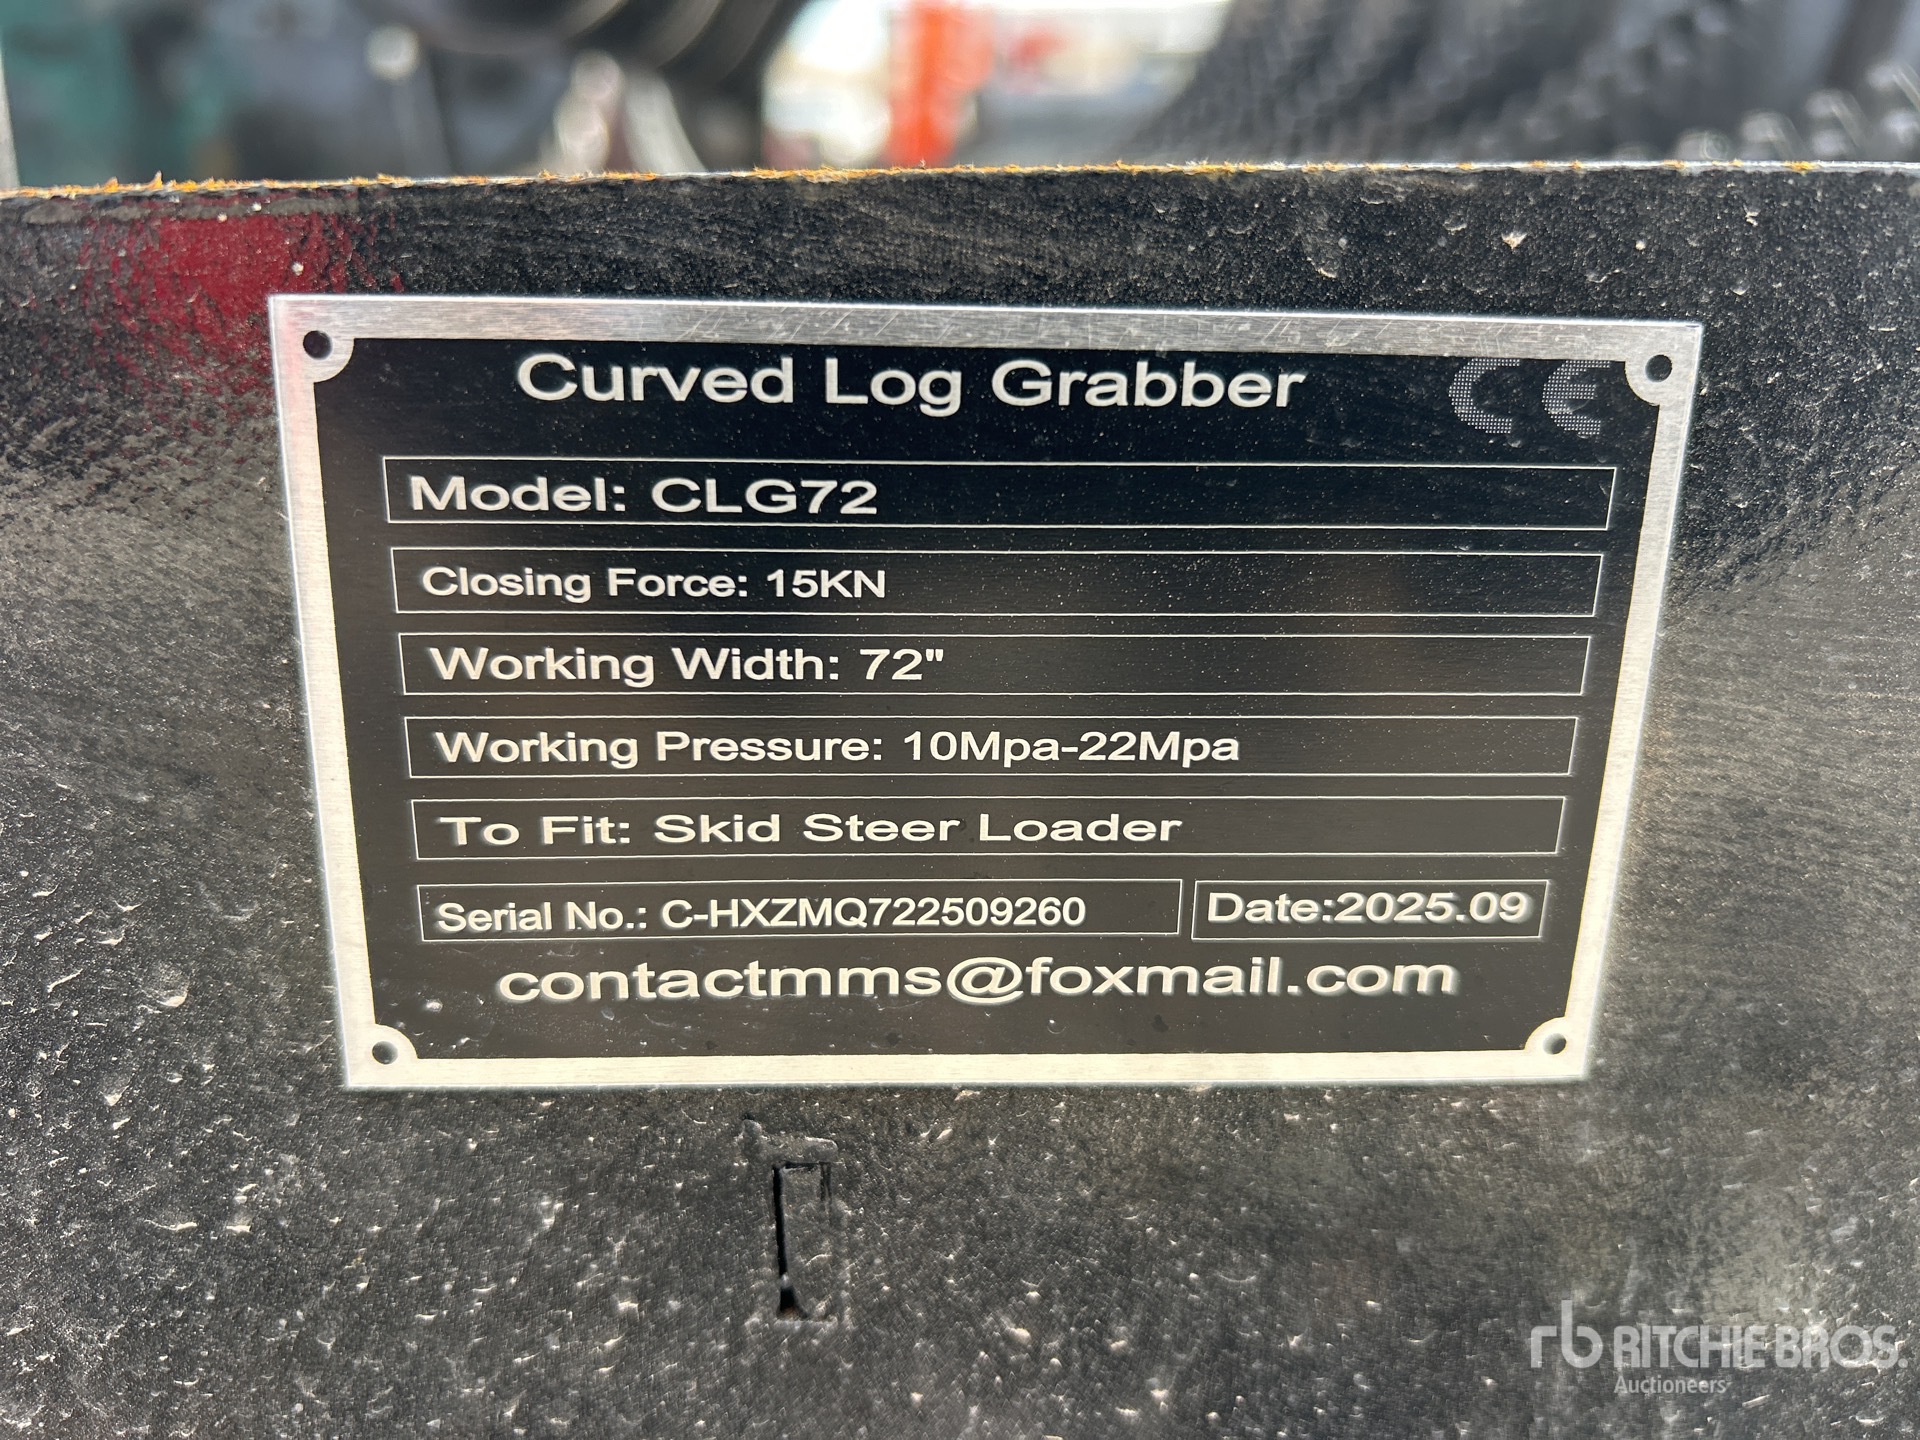 Curved Log Grabber
CE
Model: CLG72
Closing Force: 15KN
Working Width: 72"
Working Pressure: 10Mpa-22Mpa
To Fit: Skid Steer Loader
Serial No.: C-HXZMQ722509260
Date:2025.09
contactmms@foxmail.com
rb RITCHIE BROS.
Auctioneers